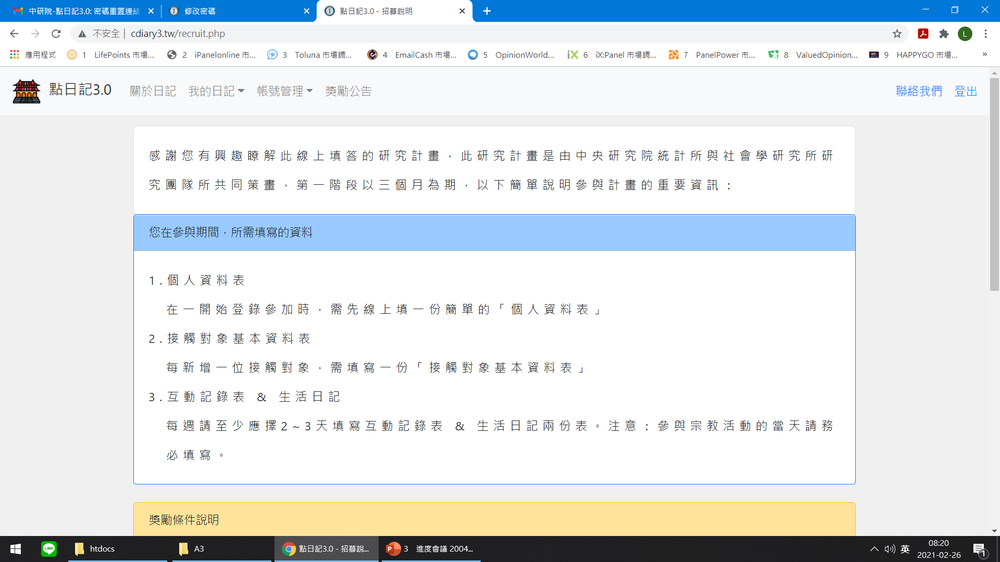 中研院-點日記3.0: 密碼重置連結
修改密碼
點日記3.0 - 招募說明
不安全 | cdiary3.tw/recruit.php
應用程式 1 LifePoints 市場... 2 iPanelonline 市... 3 Toluna 市場調... 4 EmailCash 市場... 5 OpinionWorld... 6 iX:Panel 市場調... 7 PanelPower 市... 8 ValuedOpinion... 9 HAPPYGO 市場... »
點日記3.0 關於日記 我的日記 帳號管理 獎勵公告 聯絡我們 登出
感謝您有興趣瞭解此線上填答的研究計畫，此研究計畫是由中央研究院統計所與社會學研究所研
究團隊所共同策畫，第一階段以三個月為期，以下簡單說明參與計畫的重要資訊：
您在參與期間，所需填寫的資料
1.個人資料表
在一開始登錄參加時，需先線上填一份簡單的「個人資料表」
2.接觸對象基本資料表
每新增一位接觸對象，需填寫一份「接觸對象基本資料表」
3.互動記錄表 & 生活日記
每週請至少應擇2~3天填寫互動記錄表 & 生活日記兩份表。注意：參與宗教活動的當天請務
必填寫。
獎勵條件說明
LINE htdocs A3 點日記3.0 - 招募說... 3 進度會議 2004... 英 08:20
2021-02-26 1